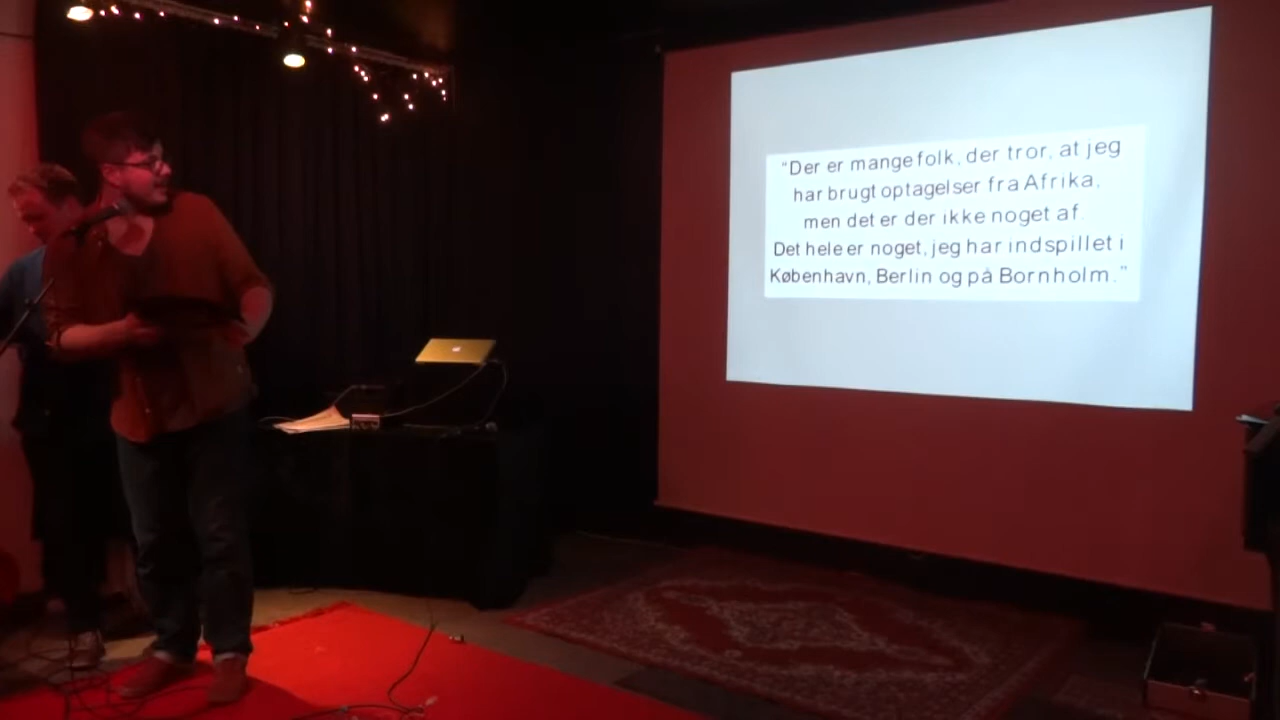 "Der er mange folk, der tror, at jeg
har brugt optagelser fra Afrika,
men det er der ikke noget af.
Det hele er noget, jeg har indspillet i
København, Berlin og på Bornholm."